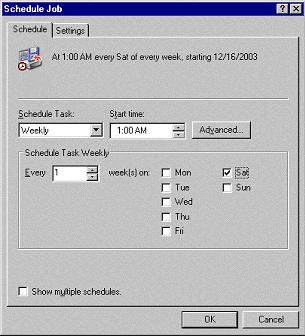 Schedule Job
Schedule Settings
At 1:00 AM every Sat of every week, starting 12/16/2003
Schedule Task: Start time:
Weekly 1:00 AM Advanced...
Schedule Task Weekly
Every 1 week(s) on: Mon Sat
Tue Sun
Wed
Thu
Fri
Show multiple schedules.
OK Cancel